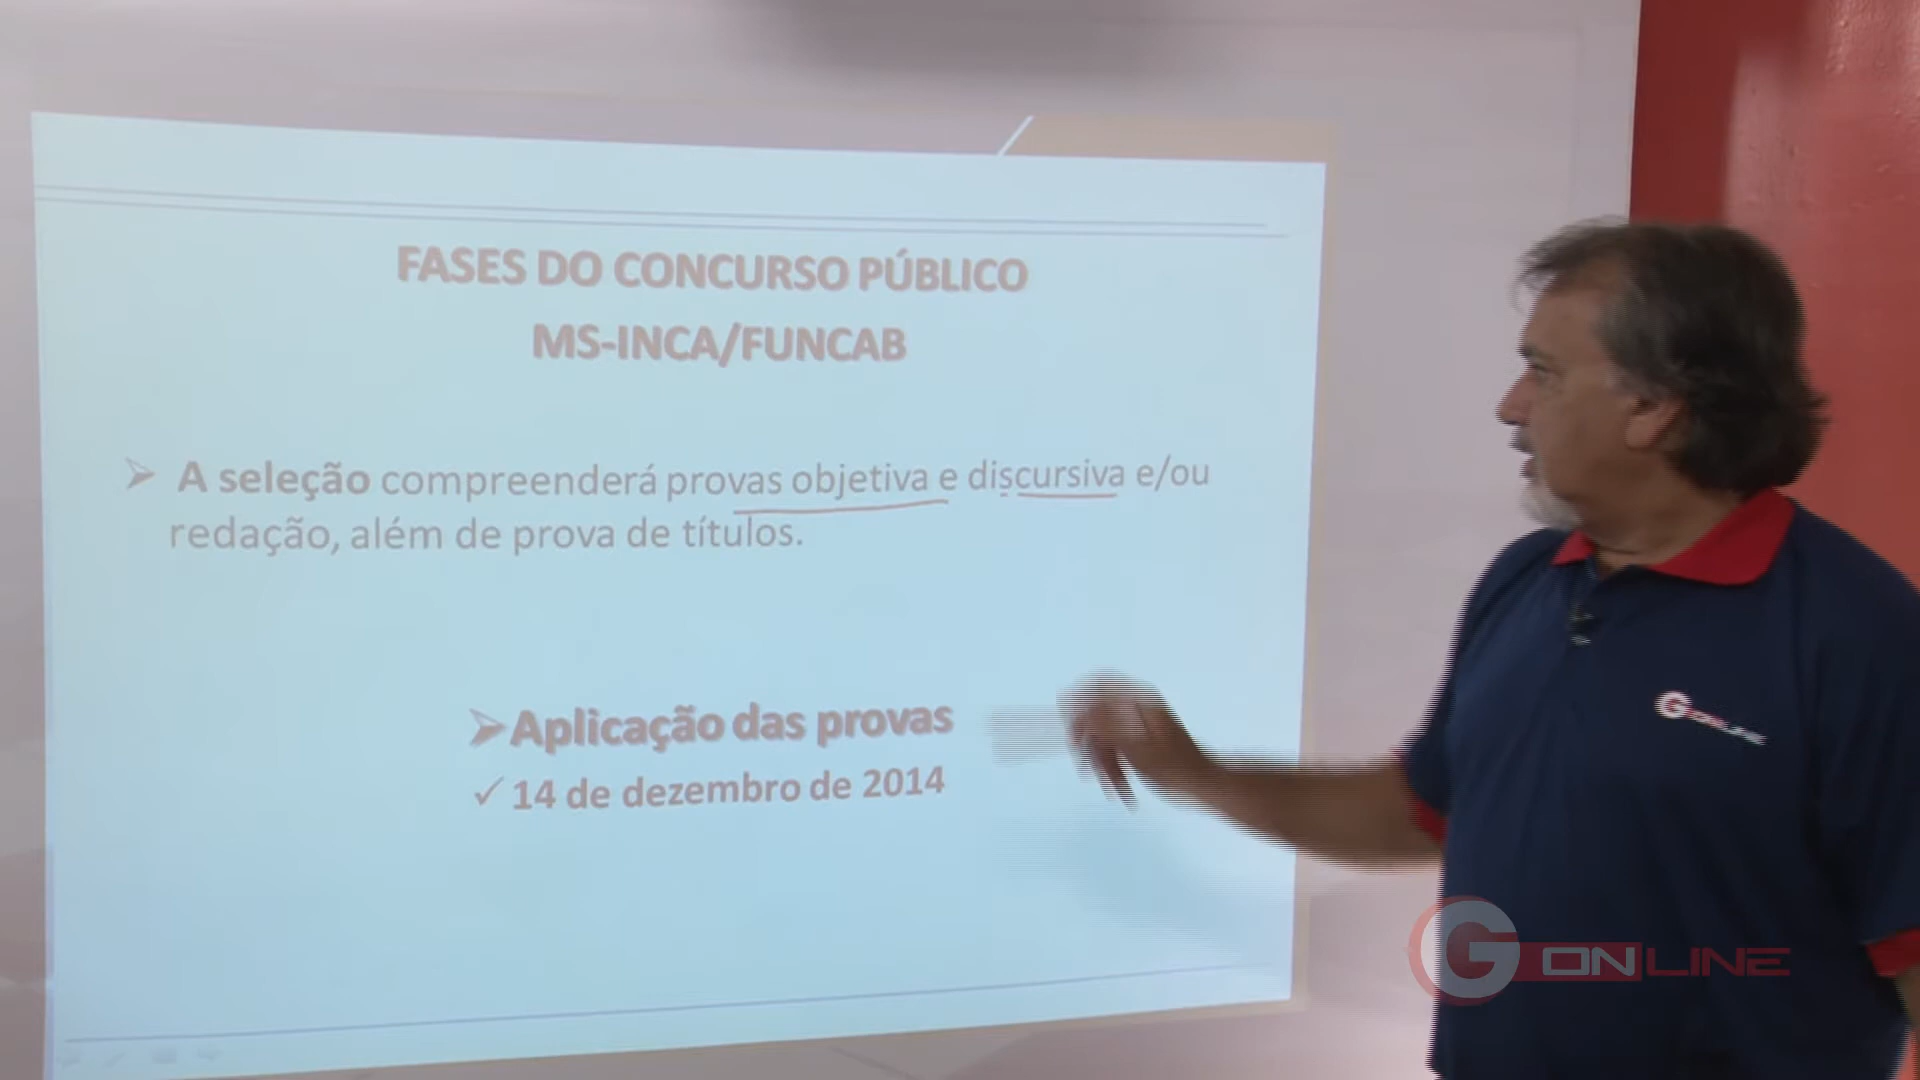 FASES DO CONCURSO PÚBLICO
MS-INCA/FUNCAB
➢ A seleção compreenderá provas objetiva e discursiva e/ou
redação, além de prova de títulos.
➢Aplicação das provas
✓ 14 de dezembro de 2014
G ONLINE